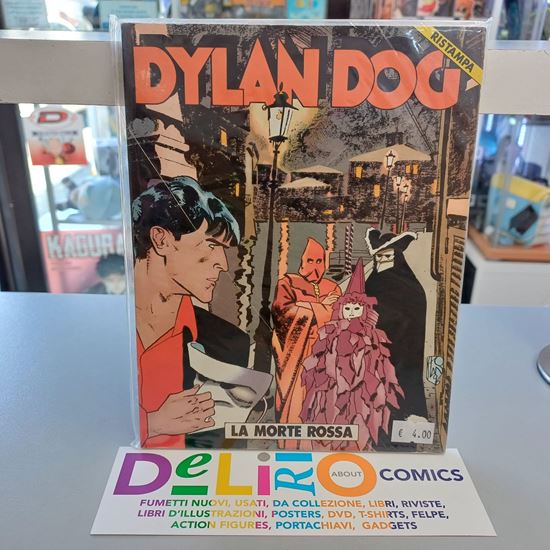 RISTAMPA
DYLAN DOG
KAGURA
LA MORTE ROSSA
€ 4.00
DeLiRiO ABOUT COMICS
FUMETTI NUOVI, USATI, DA COLLEZIONE, LIBRI, RIVISTE,
LIBRI D'ILLUSTRAZIONI, POSTERS, DVD, T-SHIRTS, FELPE,
ACTION FIGURES, PORTACHIAVI, GADGETS